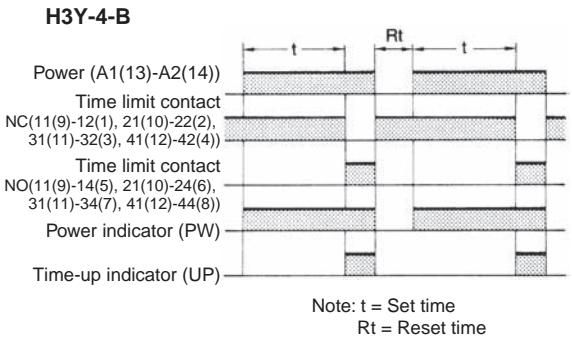 H3Y-4-B
t
Rt
t
Power (A1(13)-A2(14))
Time limit contact
NC(11(9)-12(1), 21(10)-22(2),
31(11)-32(3), 41(12)-42(4))
Time limit contact
NO(11(9)-14(5), 21(10)-24(6),
31(11)-34(7), 41(12)-44(8))
Power indicator (PW)
Time-up indicator (UP)
Note: t = Set time
Rt = Reset time